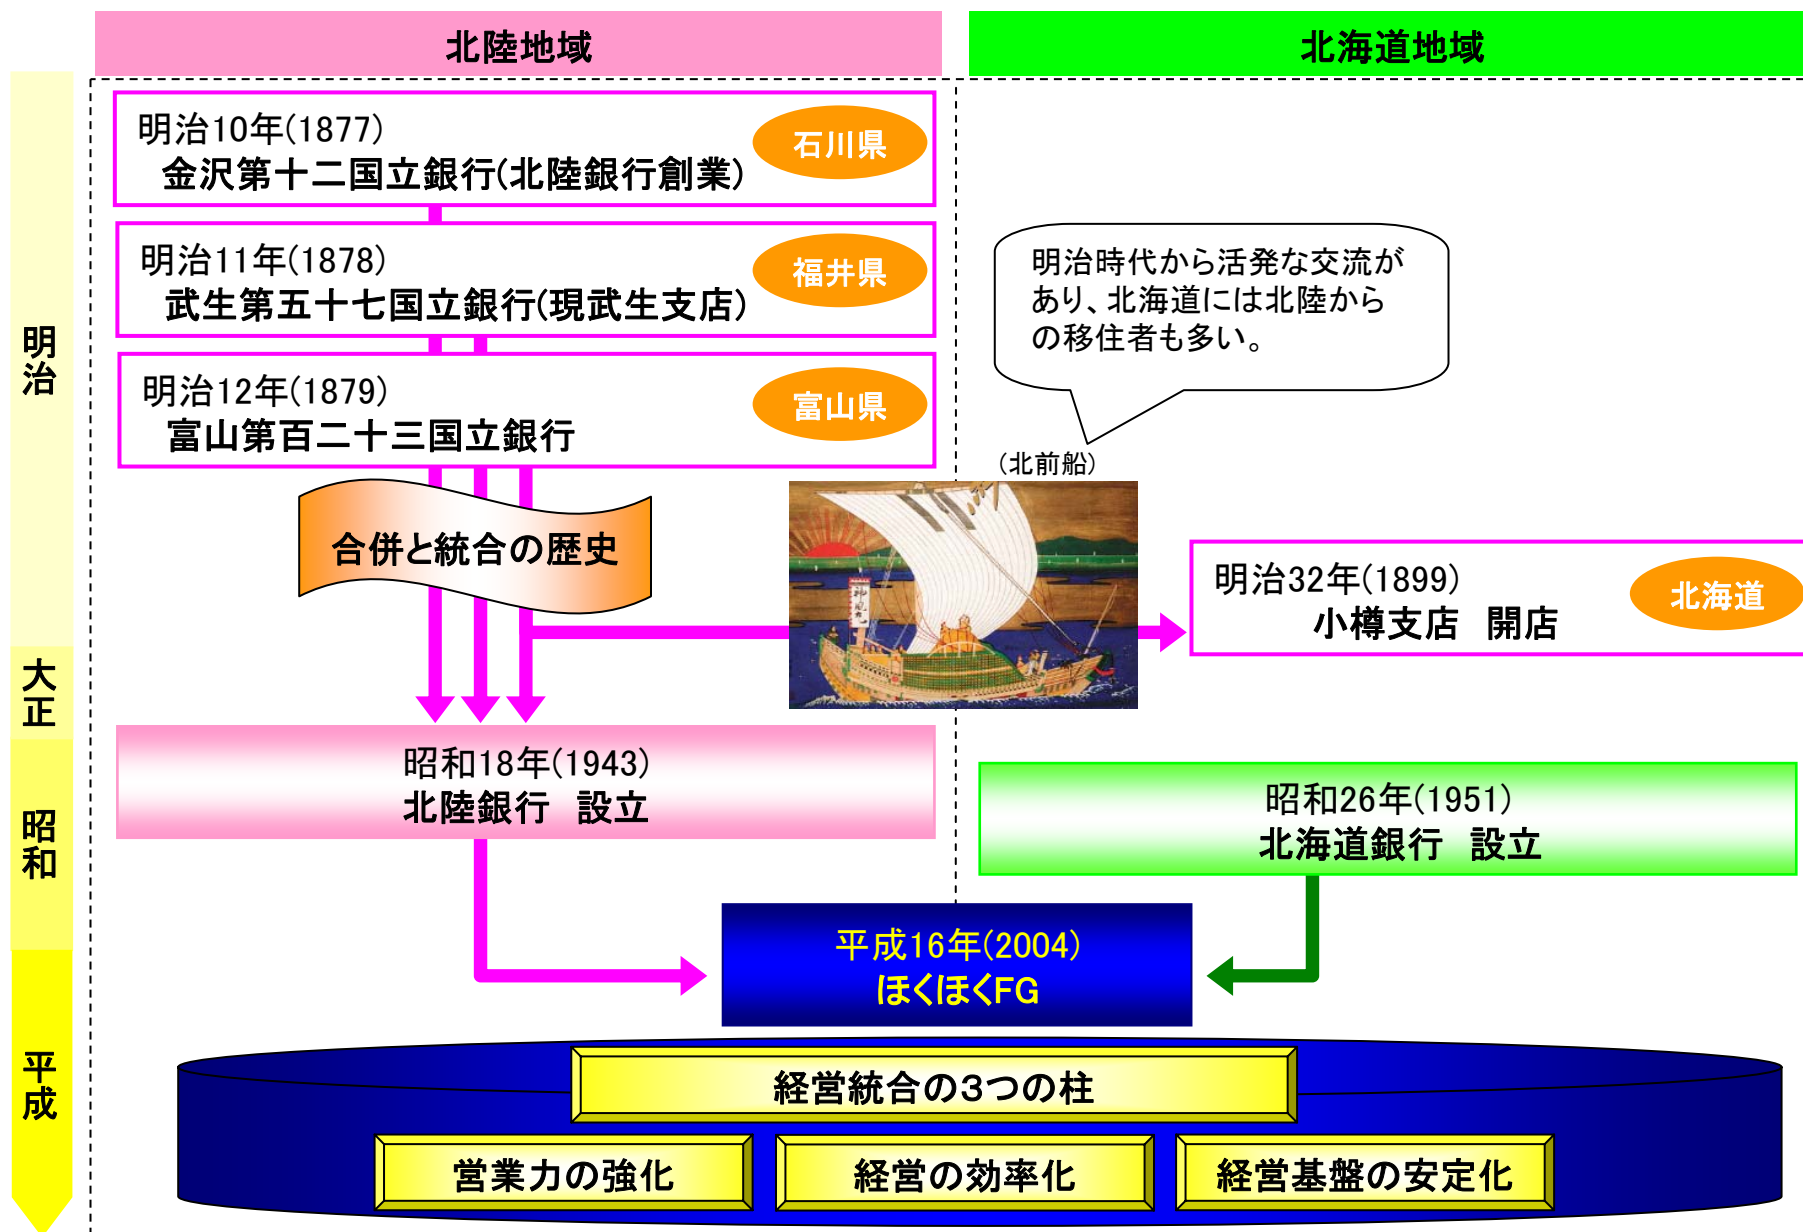 北陸地域
北海道地域
明治
大正
昭和
平成
明治10年(1877)
金沢第十二国立銀行(北陸銀行創業)
石川県
明治11年(1878)
武生第五十七国立銀行(現武生支店)
福井県
明治12年(1879)
富山第百二十三国立銀行
富山県
明治時代から活発な交流が
あり、北海道には北陸から
の移住者も多い。
(北前船)
合併と統合の歴史
明治32年(1899)
小樽支店　開店
北海道
昭和18年(1943)
北陸銀行　設立
昭和26年(1951)
北海道銀行　設立
平成16年(2004)
ほくほくFG
経営統合の3つの柱
営業力の強化
経営の効率化
経営基盤の安定化